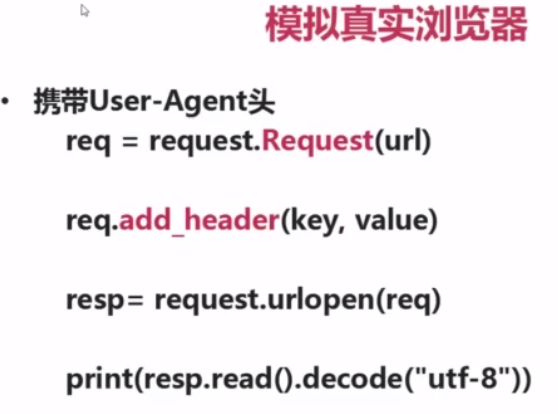 模拟真实浏览器
• 携带User-Agent头
req = request.Request(url)
req.add_header(key, value)
resp= request.urlopen(req)
print(resp.read().decode("utf-8"))